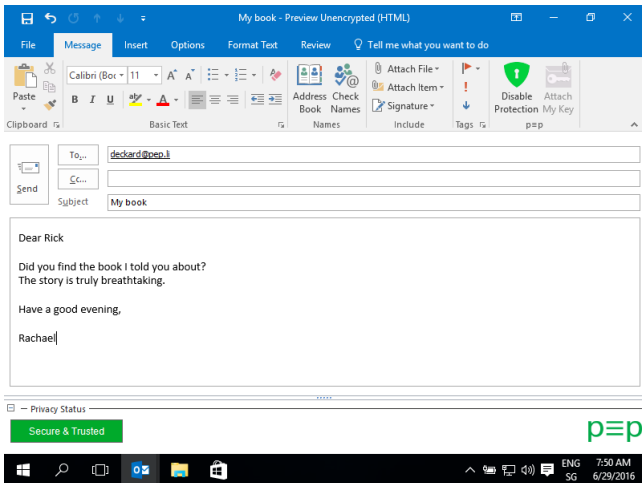 My book - Preview Unencrypted (HTML)
File Message Insert Options Format Text Review Tell me what you want to do
Paste
Clipboard
Calibri (Boc 11 A A
B I U aby A
Basic Text
Address Book
Check Names
Names
Attach File
Attach Item
Signature
Include
Tags
Disable Protection
Attach My Key
p≡p
Send
To...
deckard@pep.li
Cc...
Subject
My book
Dear Rick
Did you find the book I told you about?
The story is truly breathtaking.
Have a good evening,
Rachael
Privacy Status
Secure & Trusted
p≡p
ENG 7:50 AM
SG 6/29/2016